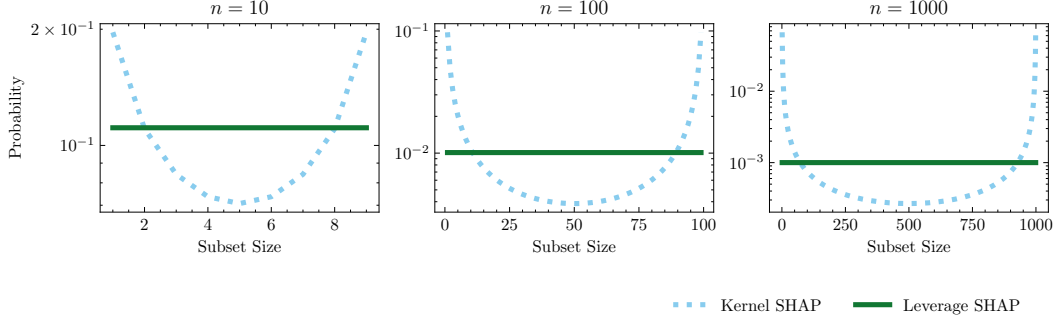 n = 10
n = 100
n = 1000
Probability
2 × 10⁻¹
10⁻¹
2 4 6 8
Subset Size
10⁻¹
10⁻²
0 25 50 75 100
Subset Size
10⁻²
10⁻³
0 250 500 750 1000
Subset Size
Kernel SHAP
Leverage SHAP